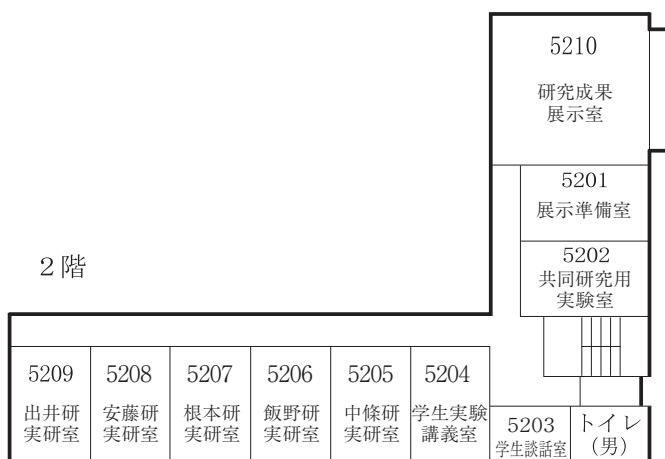 5210
研究成果
展示室
5201
展示準備室
5202
共同研究用
実験室
２階
5209
出井研
実研室
5208
安藤研
実研室
5207
根本研
実研室
5206
飯野研
実研室
5205
中條研
実研室
5204
学生実験
講義室
5203
学生談話室
トイレ
(男)